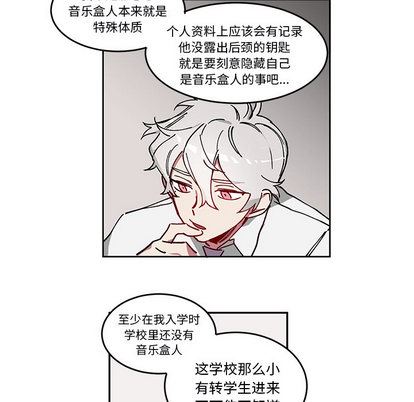 音乐盒人本来就是
特殊体质
个人资料上应该会有记录
他没露出后颈的钥匙
就是要刻意隐藏自己
是音乐盒人的事吧...
至少在我入学时
学校里还没有
音乐盒人
这学校那么小
有转学生进来